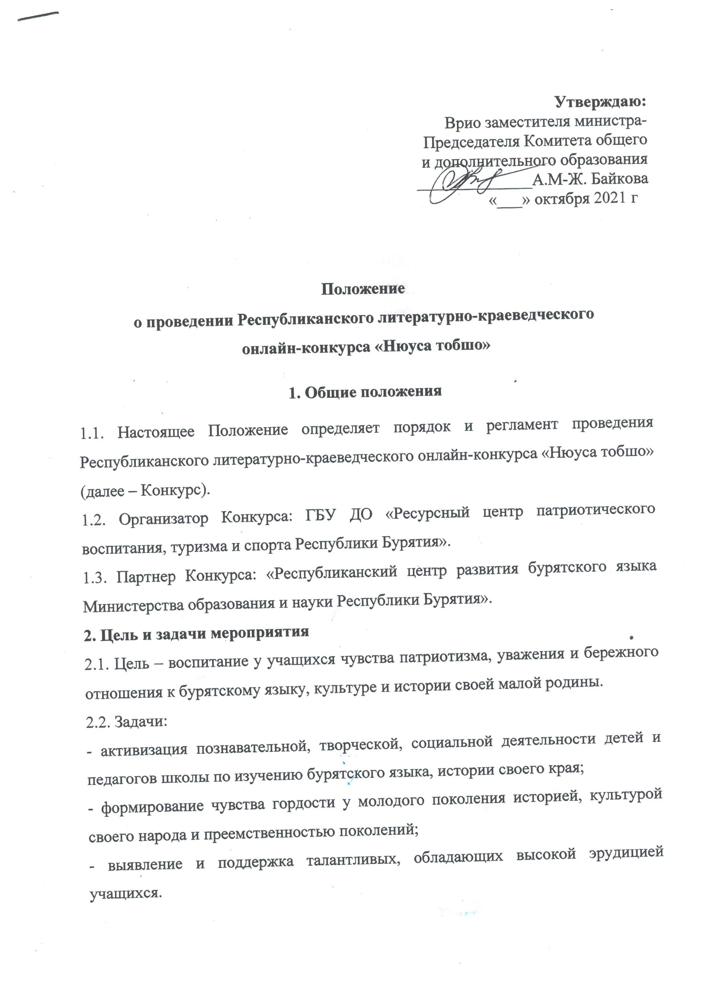 Утверждаю:
Врио заместителя министра-
Председателя Комитета общего
и дополнительного образования
______________А.М-Ж. Байкова
«___» октября 2021 г
Положение
о проведении Республиканского литературно-краеведческого
онлайн-конкурса «Нюуса тобшо»
1. Общие положения
1.1. Настоящее Положение определяет порядок и регламент проведения
Республиканского литературно-краеведческого онлайн-конкурса «Нюуса тобшо»
(далее – Конкурс).
1.2. Организатор Конкурса: ГБУ ДО «Ресурсный центр патриотического
воспитания, туризма и спорта Республики Бурятия».
1.3. Партнер Конкурса: «Республиканский центр развития бурятского языка
Министерства образования и науки Республики Бурятия».
2. Цель и задачи мероприятия
2.1. Цель – воспитание у учащихся чувства патриотизма, уважения и бережного
отношения к бурятскому языку, культуре и истории своей малой родины.
2.2. Задачи:
- активизация познавательной, творческой, социальной деятельности детей и
педагогов школы по изучению бурятского языка, истории своего края;
- формирование чувства гордости у молодого поколения историей, культурой
своего народа и преемственностью поколений;
- выявление и поддержка талантливых, обладающих высокой эрудицией
учащихся.